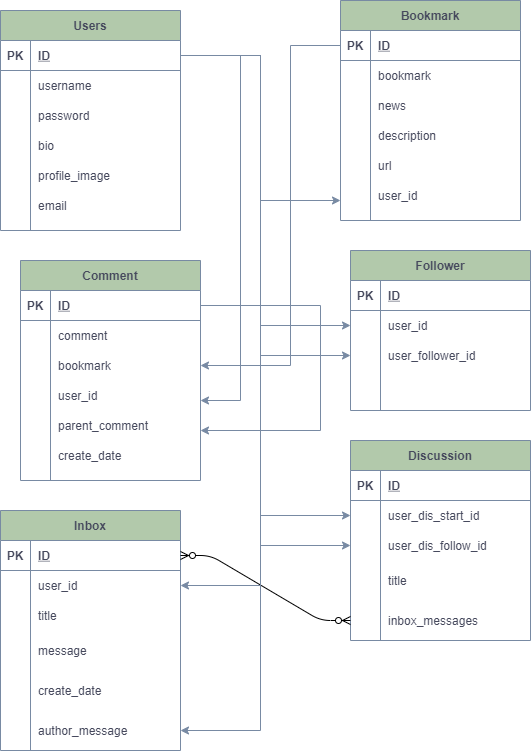 Users
PK ID
username
password
bio
profile_image
email
Bookmark
PK ID
bookmark
news
description
url
user_id
Comment
PK ID
comment
bookmark
user_id
parent_comment
create_date
Follower
PK ID
user_id
user_follower_id
Discussion
PK ID
user_dis_start_id
user_dis_follow_id
title
inbox_messages
Inbox
PK ID
user_id
title
message
create_date
author_message